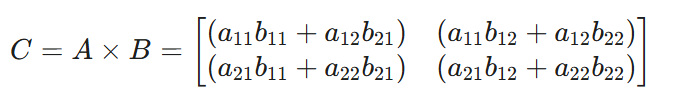 C = A × B = [(a₁₁b₁₁ + a₁₂b₂₁) (a₁₁b₁₂ + a₁₂b₂₂)]
[(a₂₁b₁₁ + a₂₂b₂₁) (a₂₁b₁₂ + a₂₂b₂₂)]